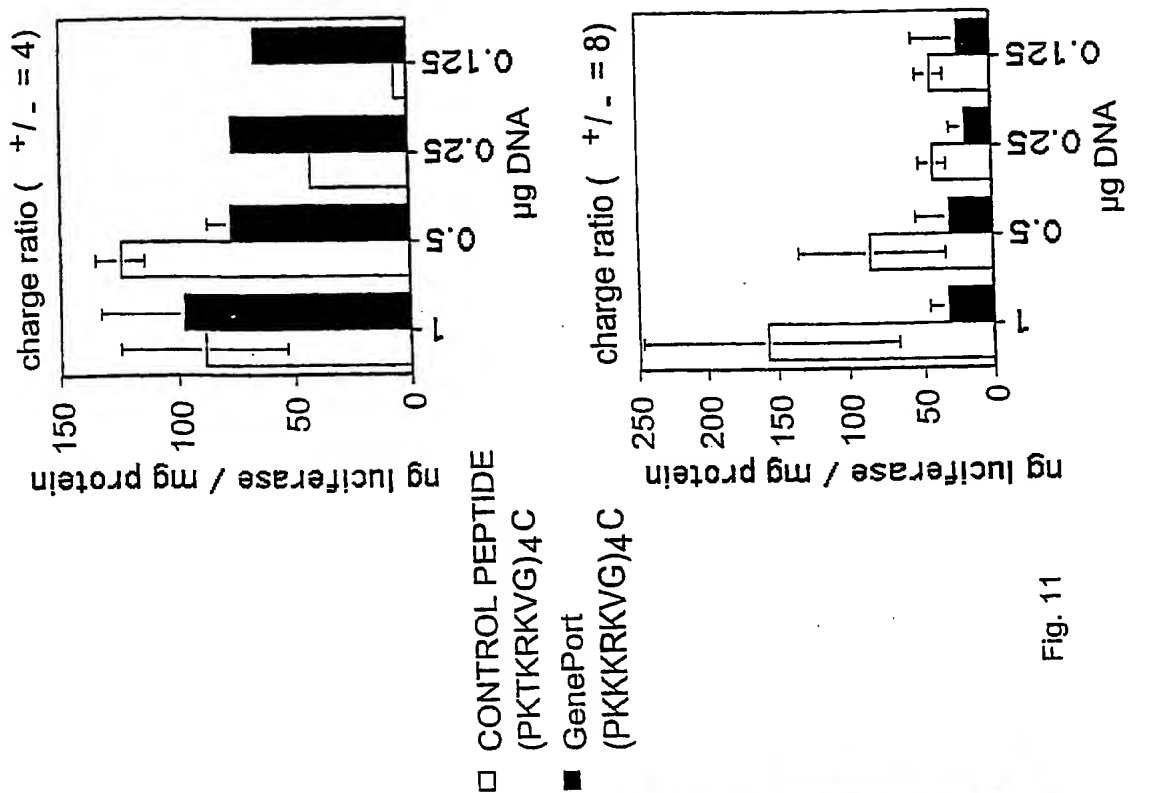 charge ratio ( +/- = 4)
ng luciferase / mg protein
150
100
50
0
1
0.5
0.25
0.125
µg DNA
□ CONTROL PEPTIDE
(PKTKRKVG)4C
■ GenePort
(PKKKRKVG)4C
charge ratio ( +/- = 8)
ng luciferase / mg protein
250
200
150
100
50
0
1
0.5
0.25
0.125
µg DNA
Fig. 11